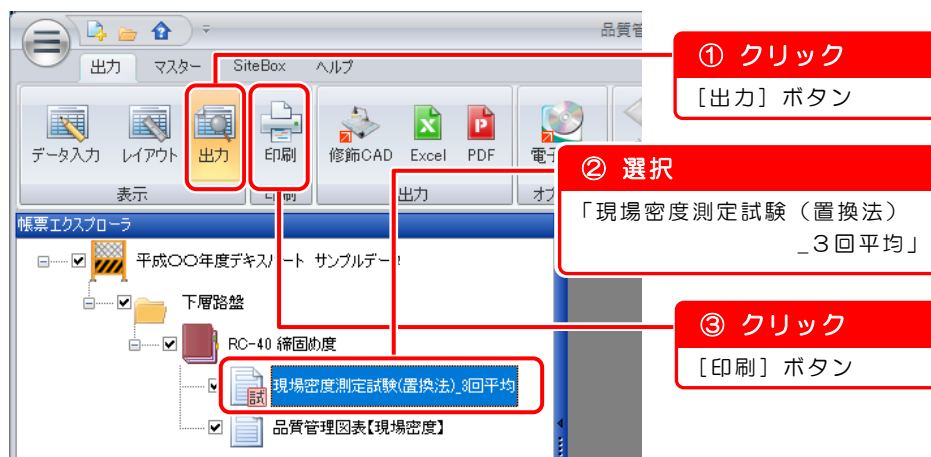 品質管
出力 マスター SiteBox ヘルプ
① クリック
[出力] ボタン
データ入力 レイアウト 出力 印刷 修飾CAD Excel PDF
表示 印刷 出力
② 選択
「現場密度測定試験（置換法）
_３回平均」
帳票エクスプローラ
平成〇〇年度デキスパート サンプルデータ
下層路盤
RC-40 締固め度
③ クリック
[印刷] ボタン
試 現場密度測定試験(置換法)_3回平均
品質管理図表【現場密度】